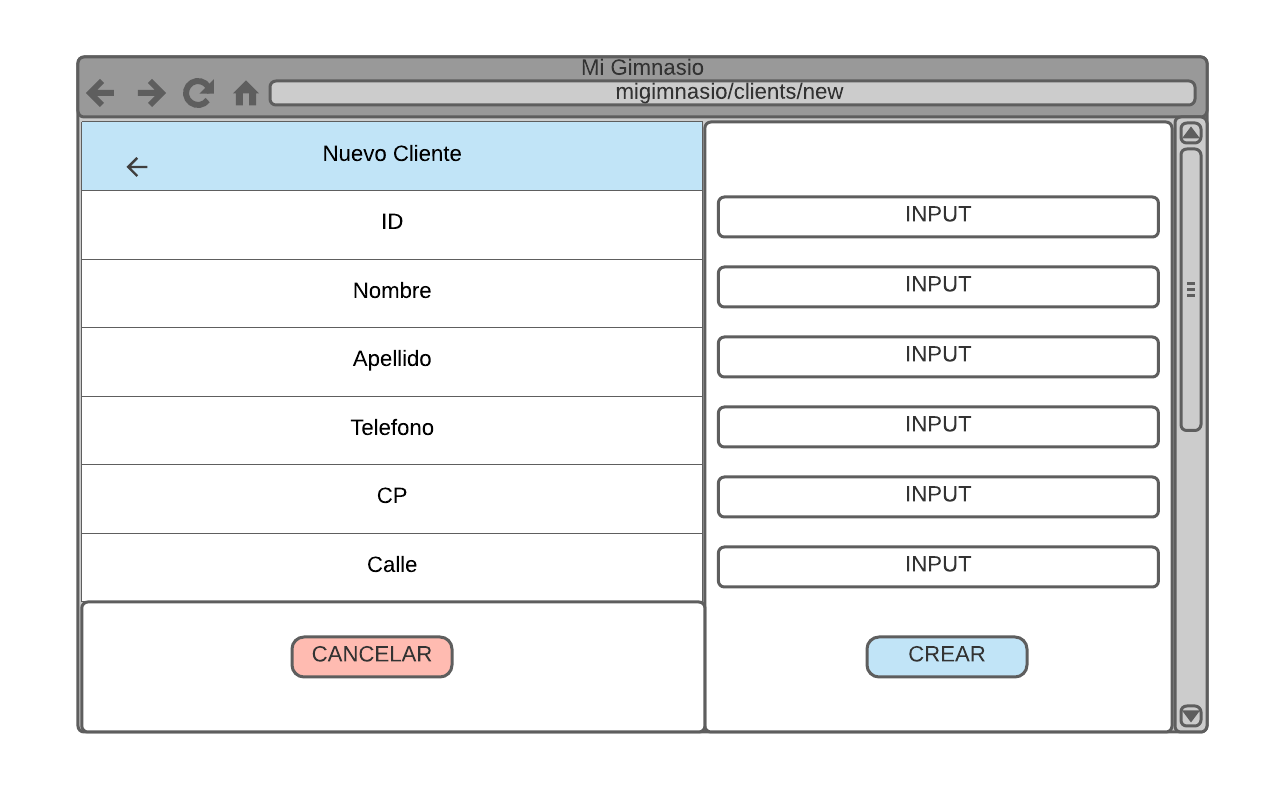 Mi Gimnasio
migimnasio/clients/new
Nuevo Cliente
ID
INPUT
Nombre
INPUT
Apellido
INPUT
Telefono
INPUT
CP
INPUT
Calle
INPUT
CANCELAR
CREAR